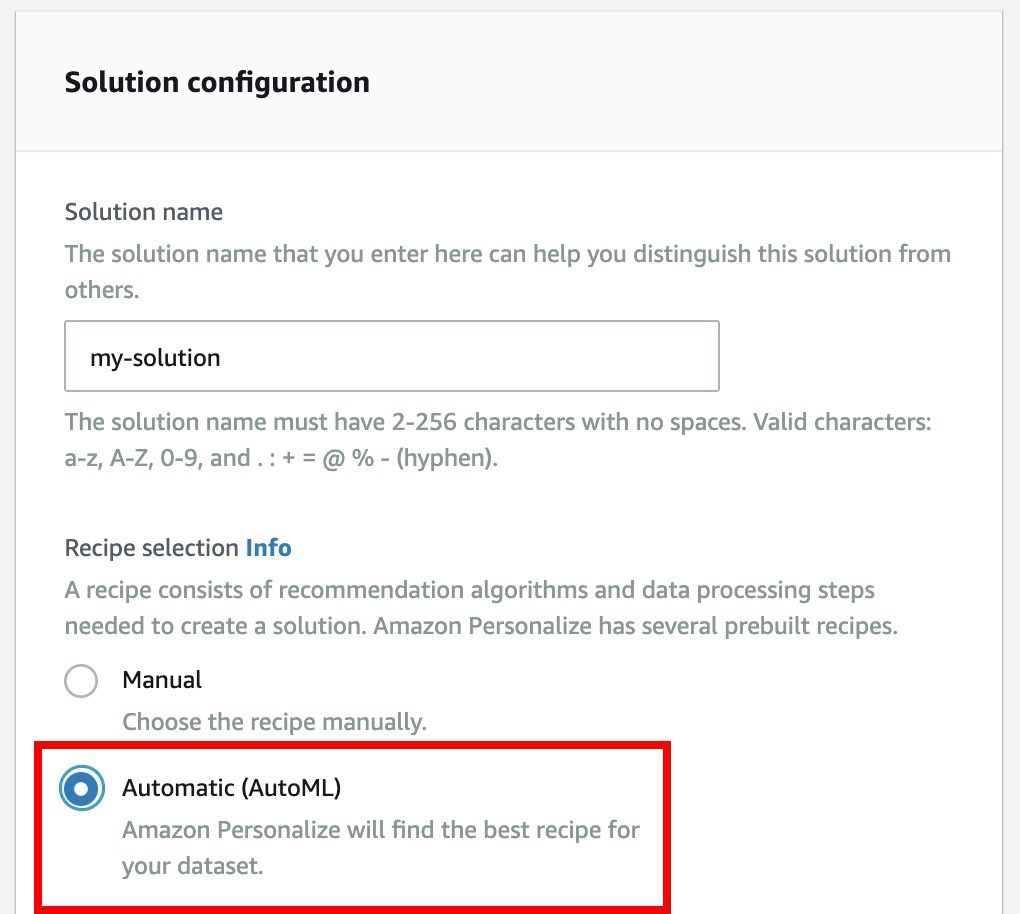 Solution configuration
Solution name
The solution name that you enter here can help you distinguish this solution from
others.
my-solution
The solution name must have 2-256 characters with no spaces. Valid characters:
a-z, A-Z, 0-9, and . : + = @ % - (hyphen).
Recipe selection Info
A recipe consists of recommendation algorithms and data processing steps
needed to create a solution. Amazon Personalize has several prebuilt recipes.
Manual
Choose the recipe manually.
Automatic (AutoML)
Amazon Personalize will find the best recipe for
your dataset.